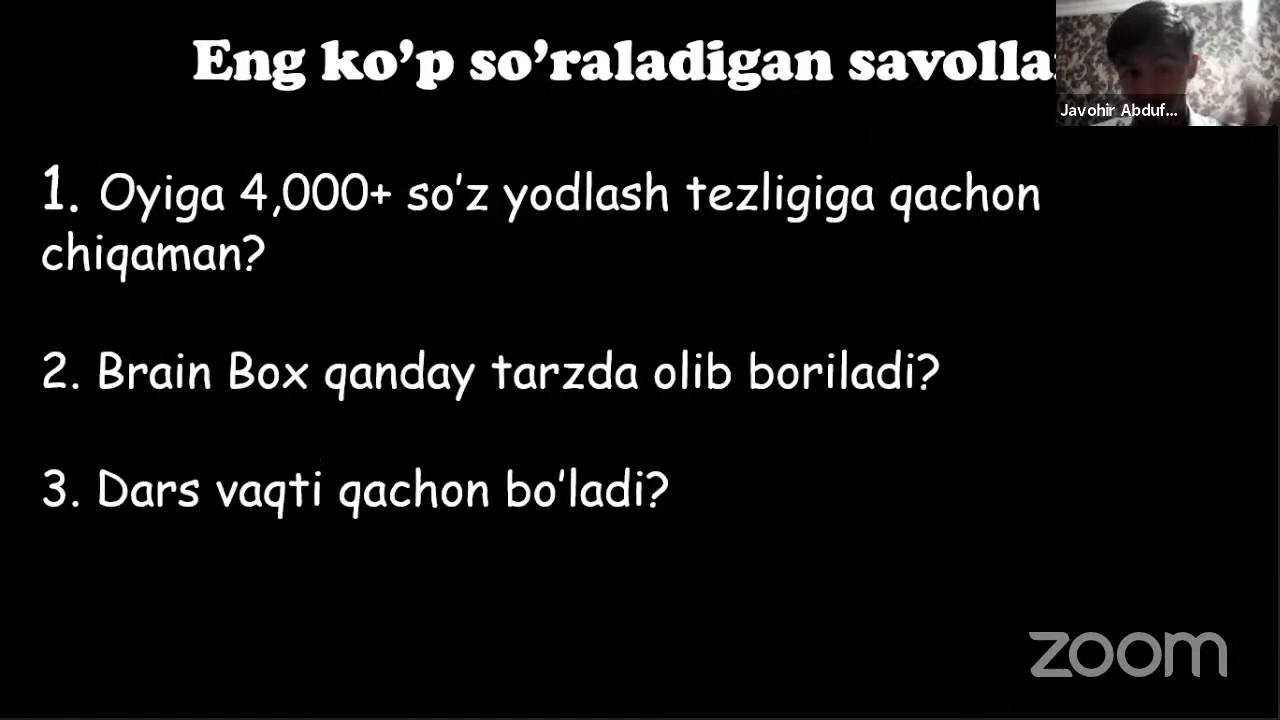 Eng ko’p so’raladigan savolla
Javohir Abduf...
1. Oyiga 4,000+ so’z yodlash tezligiga qachon
chiqaman?
2. Brain Box qanday tarzda olib boriladi?
3. Dars vaqti qachon bo’ladi?
zoom